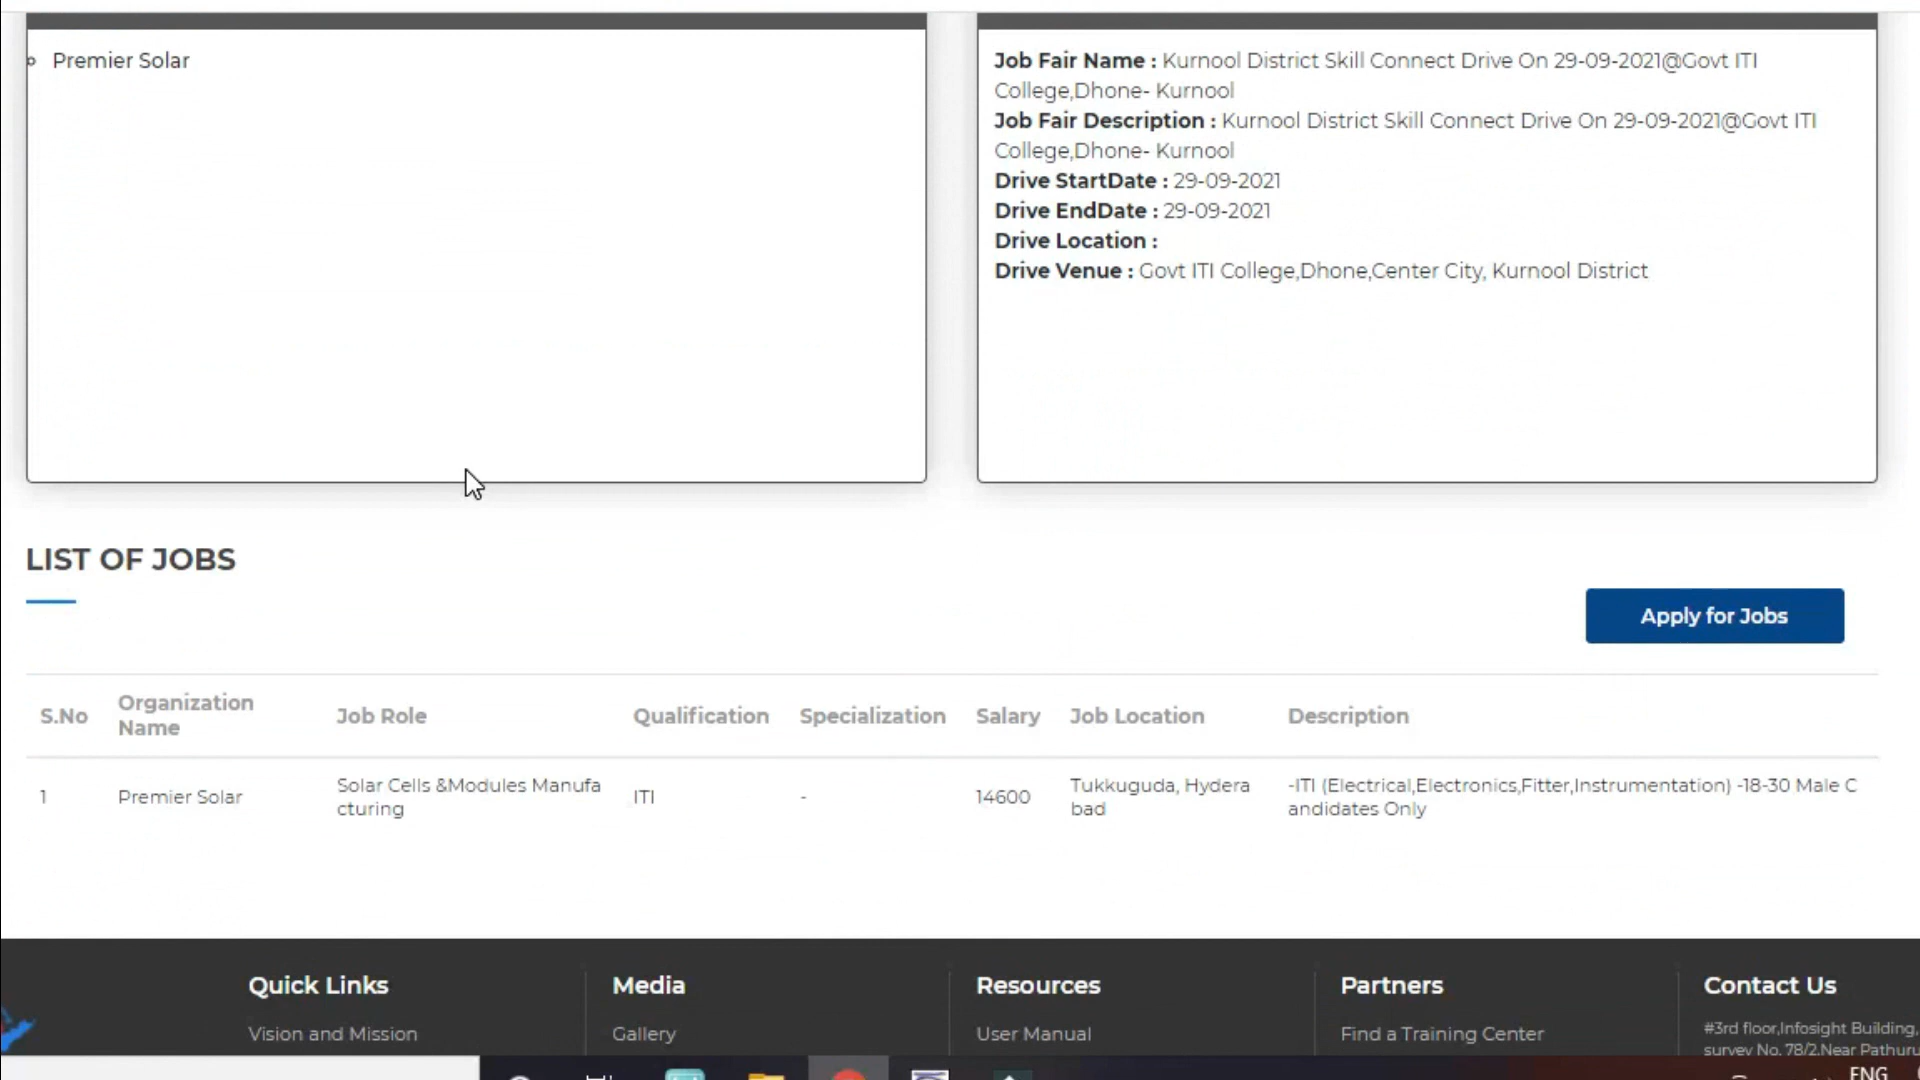 Premier Solar
Job Fair Name : Kurnool District Skill Connect Drive On 29-09-2021@Govt ITI
College,Dhone- Kurnool
Job Fair Description : Kurnool District Skill Connect Drive On 29-09-2021@Govt ITI
College,Dhone- Kurnool
Drive StartDate : 29-09-2021
Drive EndDate : 29-09-2021
Drive Location :
Drive Venue : Govt ITI College,Dhone,Center City, Kurnool District
LIST OF JOBS
Apply for Jobs
S.No
Organization
Name
Job Role
Qualification
Specialization
Salary
Job Location
Description
1
Premier Solar
Solar Cells &Modules Manufa
cturing
ITI
-
14600
Tukkuguda, Hydera
bad
-ITI (Electrical,Electronics,Fitter,Instrumentation) -18-30 Male C
andidates Only
Quick Links
Vision and Mission
Media
Gallery
Resources
User Manual
Partners
Find a Training Center
Contact Us
#3rd floor,Infosight Building,
survey No. 78/2,Near Pathuru
ENG